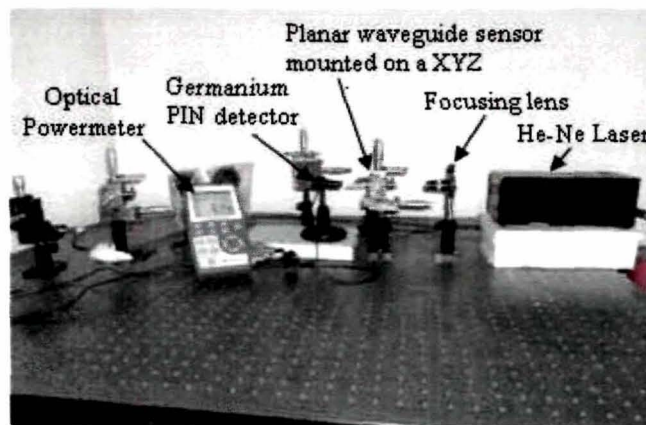 Planar waveguide sensor
mounted on a XYZ
Germanium
PIN detector
Optical
Powermeter
Focusing lens
He-Ne Laser